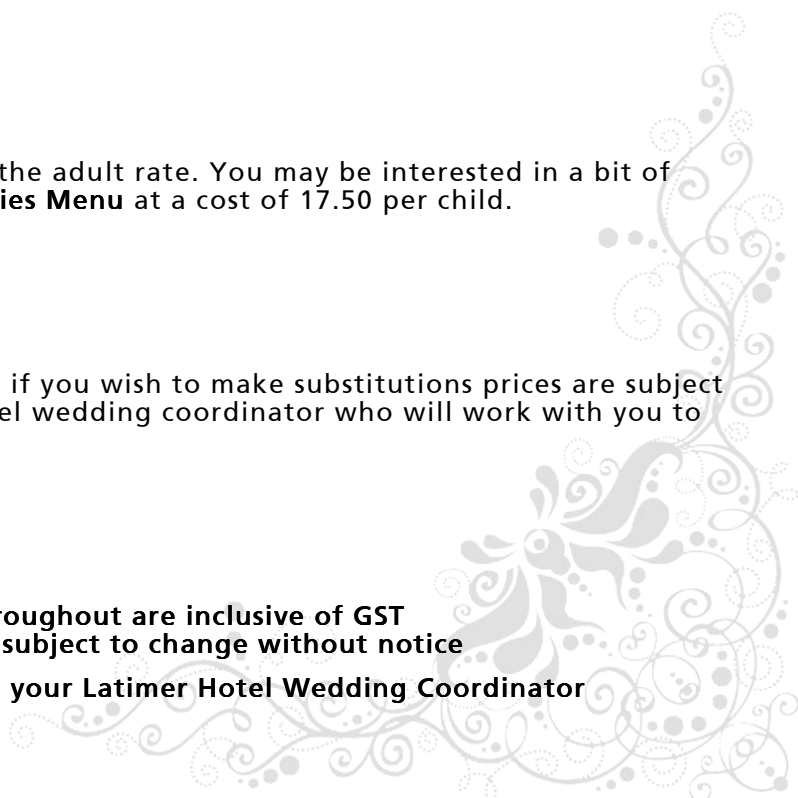 the adult rate. You may be interested in a bit of
ies Menu at a cost of 17.50 per child.
if you wish to make substitutions prices are subject
el wedding coordinator who will work with you to
roughout are inclusive of GST
subject to change without notice
your Latimer Hotel Wedding Coordinator